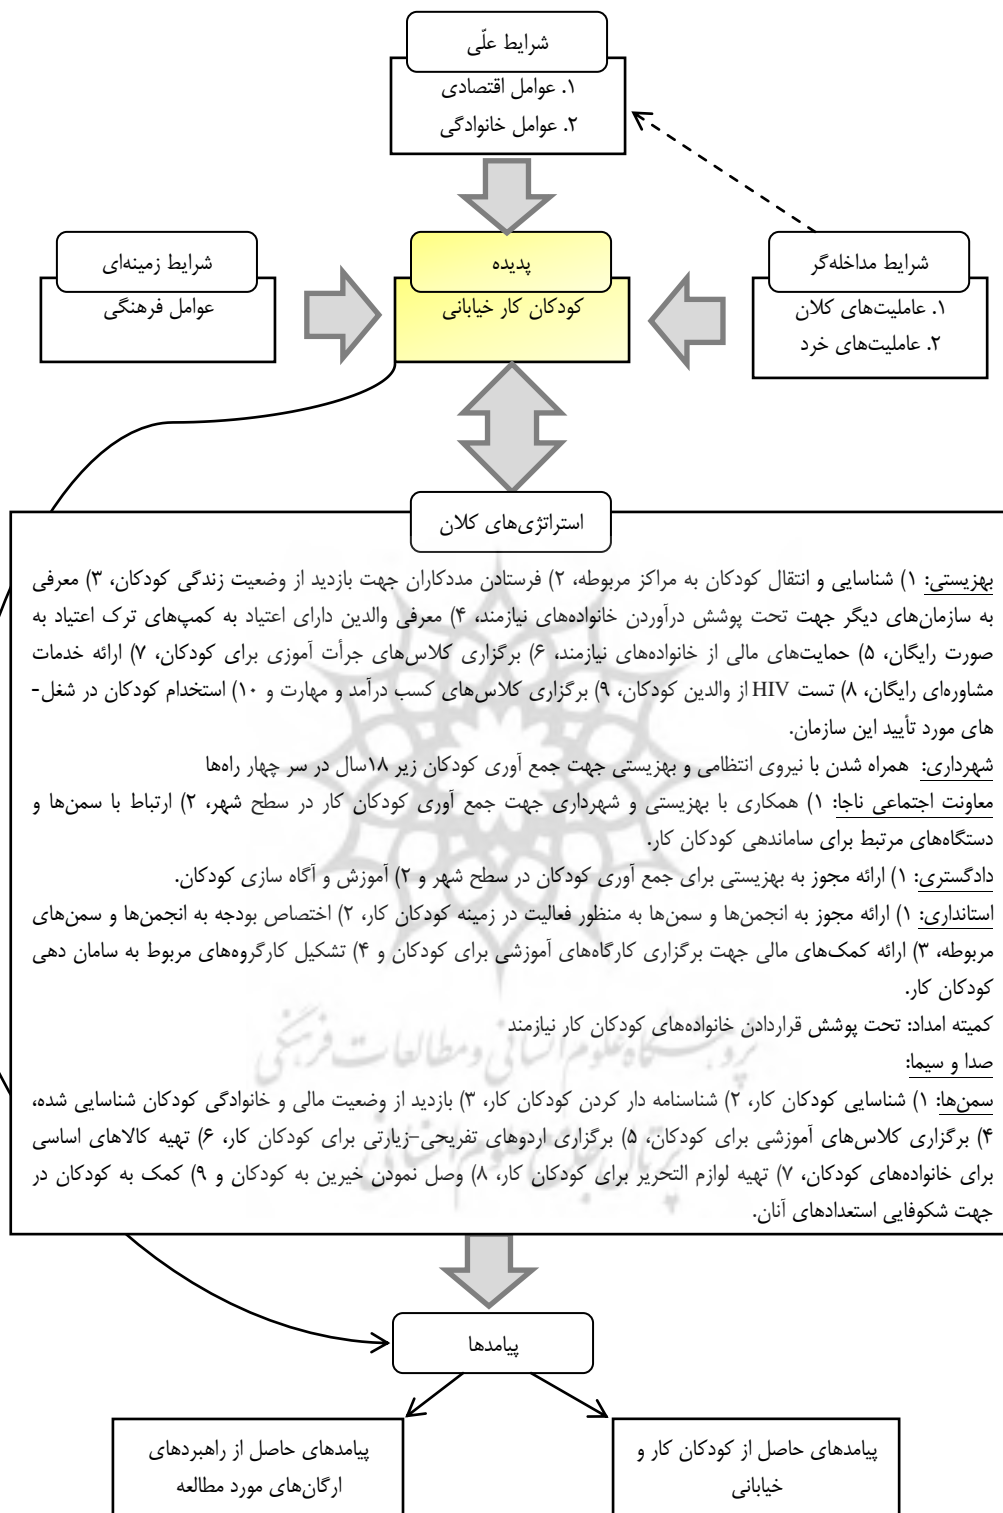 شرایط علّی
۱. عوامل اقتصادی
۲. عوامل خانوادگی
شرایط مداخله‌گر
۱. عاملیت‌های کلان
۲. عاملیت‌های خرد
پدیده
کودکان کار خیابانی
شرایط زمینه‌ای
عوامل فرهنگی
استراتژی‌های کلان
بهزیستی: ۱) شناسایی و انتقال کودکان به مراکز مربوطه، ۲) فرستادن مددکاران جهت بازدید از وضعیت زندگی کودکان، ۳) معرفی
به سازمان‌های دیگر جهت تحت پوشش درآوردن خانواده‌های نیازمند، ۴) معرفی والدین دارای اعتیاد به کمپ‌های ترک اعتیاد به
صورت رایگان، ۵) حمایت‌های مالی از خانواده‌های نیازمند، ۶) برگزاری کلاس‌های جرأت آموزی برای کودکان، ۷) ارائه خدمات
مشاوره‌ای رایگان، ۸) تست HIV از والدین کودکان، ۹) برگزاری کلاس‌های کسب درآمد و مهارت و ۱۰) استخدام کودکان در شغل-
های مورد تأیید این سازمان.
شهرداری: همراه شدن با نیروی انتظامی و بهزیستی جهت جمع آوری کودکان زیر ۱۸سال در سر چهار راه‌ها
معاونت اجتماعی ناجا: ۱) همکاری با بهزیستی و شهرداری جهت جمع آوری کودکان کار در سطح شهر، ۲) ارتباط با سمن‌ها و
دستگاه‌های مرتبط برای ساماندهی کودکان کار.
دادگستری: ۱) ارائه مجوز به بهزیستی برای جمع آوری کودکان در سطح شهر و ۲) آموزش و آگاه سازی کودکان.
استانداری: ۱) ارائه مجوز به انجمن‌ها و سمن‌ها به منظور فعالیت در زمینه کودکان کار، ۲) اختصاص بودجه به انجمن‌ها و سمن‌های
مربوطه، ۳) ارائه کمک‌های مالی جهت برگزاری کارگاه‌های آموزشی برای کودکان و ۴) تشکیل کارگروه‌های مربوط به سامان دهی
کودکان کار.
کمیته امداد: تحت پوشش قراردادن خانواده‌های کودکان کار نیازمند
صدا و سیما:
سمن‌ها: ۱) شناسایی کودکان کار، ۲) شناسنامه دار کردن کودکان کار، ۳) بازدید از وضعیت مالی و خانوادگی کودکان شناسایی شده،
۴) برگزاری کلاس‌های آموزشی برای کودکان، ۵) برگزاری اردوهای تفریحی-زیارتی برای کودکان کار، ۶) تهیه کالاهای اساسی
برای خانواده‌های کودکان، ۷) تهیه لوازم التحریر برای کودکان کار، ۸) وصل نمودن خیرین به کودکان و ۹) کمک به کودکان در
جهت شکوفایی استعدادهای آنان.
پژوهشگاه علوم انسانی و مطالعات فرهنگی
پیامدها
پیامدهای حاصل از کودکان کار و
خیابانی
پیامدهای حاصل از راهبردهای
ارگان‌های مورد مطالعه